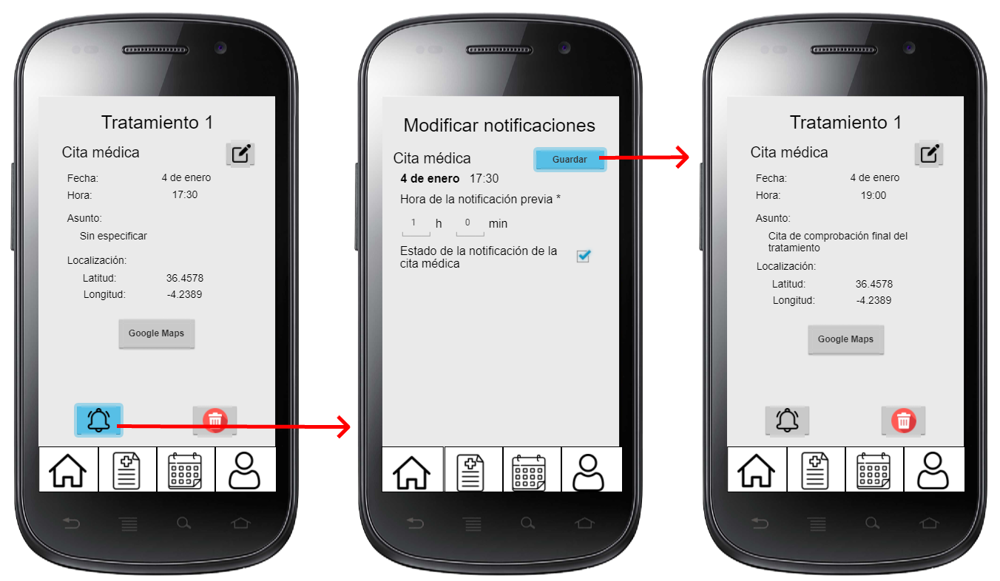 Tratamiento 1
Cita médica
Fecha: 4 de enero
Hora: 17:30
Asunto:
Sin especificar
Localización:
Latitud: 36.4578
Longitud: -4.2389
Google Maps
Modificar notificaciones
Cita médica Guardar
4 de enero 17:30
Hora de la notificación previa *
1 h 0 min
Estado de la notificación de la
cita médica
Tratamiento 1
Cita médica
Fecha: 4 de enero
Hora: 19:00
Asunto:
Cita de comprobación final del
tratamiento
Localización:
Latitud: 36.4578
Longitud: -4.2389
Google Maps